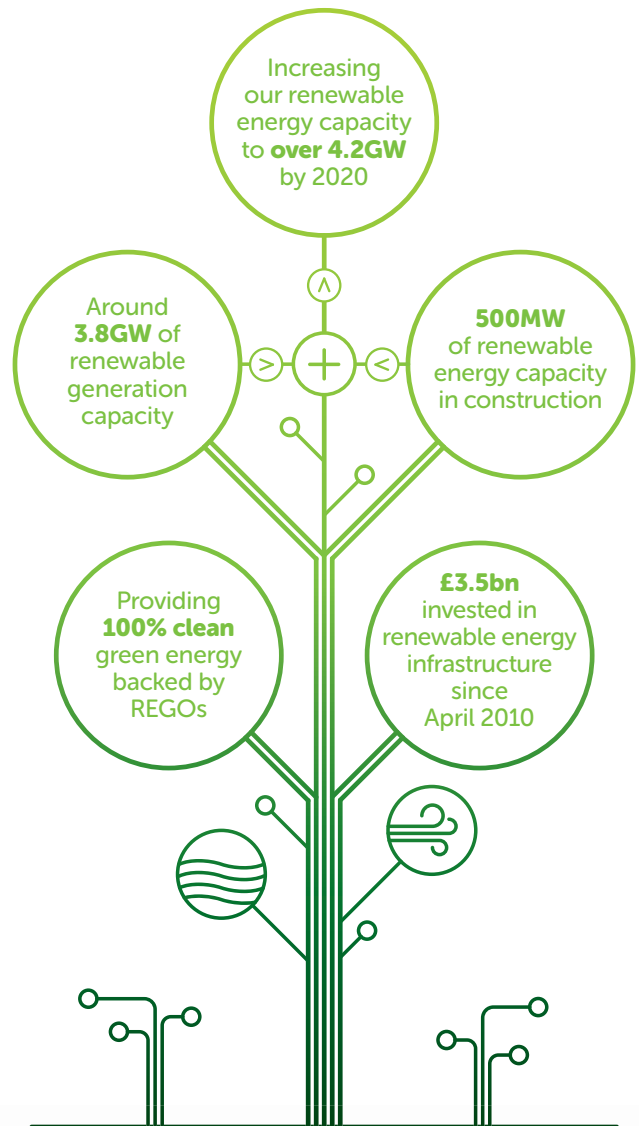 Increasing
our renewable
energy capacity
to over 4.2GW
by 2020
Around
3.8GW of
renewable
generation
capacity
500MW
of renewable
energy capacity
in construction
Providing
100% clean
green energy
backed by
REGOs
£3.5bn
invested in
renewable energy
infrastructure
since
April 2010